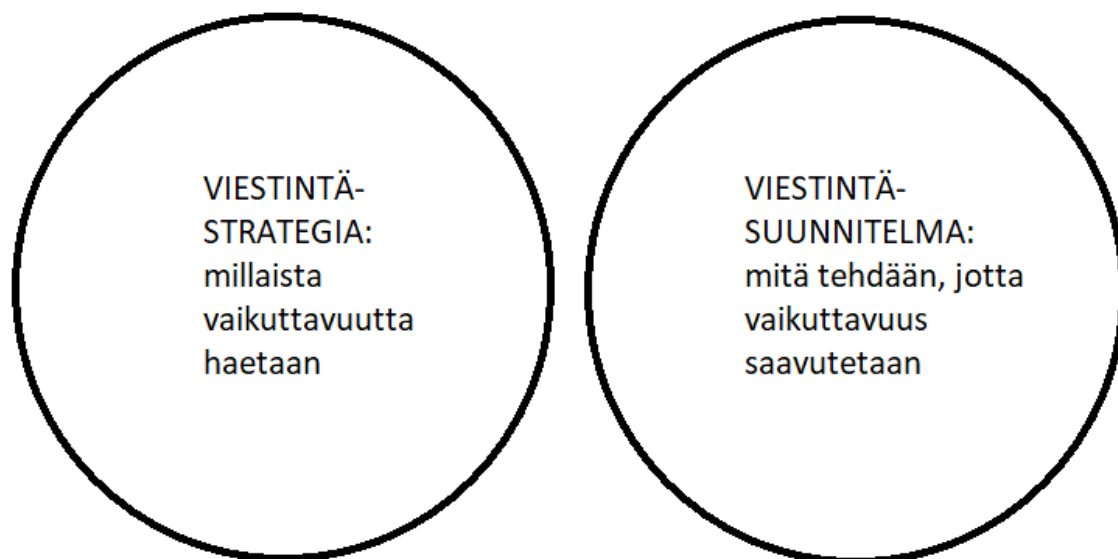 VIESTINTÄ-
STRATEGIA:
millaista
vaikuttavuutta
haetaan
VIESTINTÄ-
SUUNNITELMA:
mitä tehdään, jotta
vaikuttavuus
saavutetaan